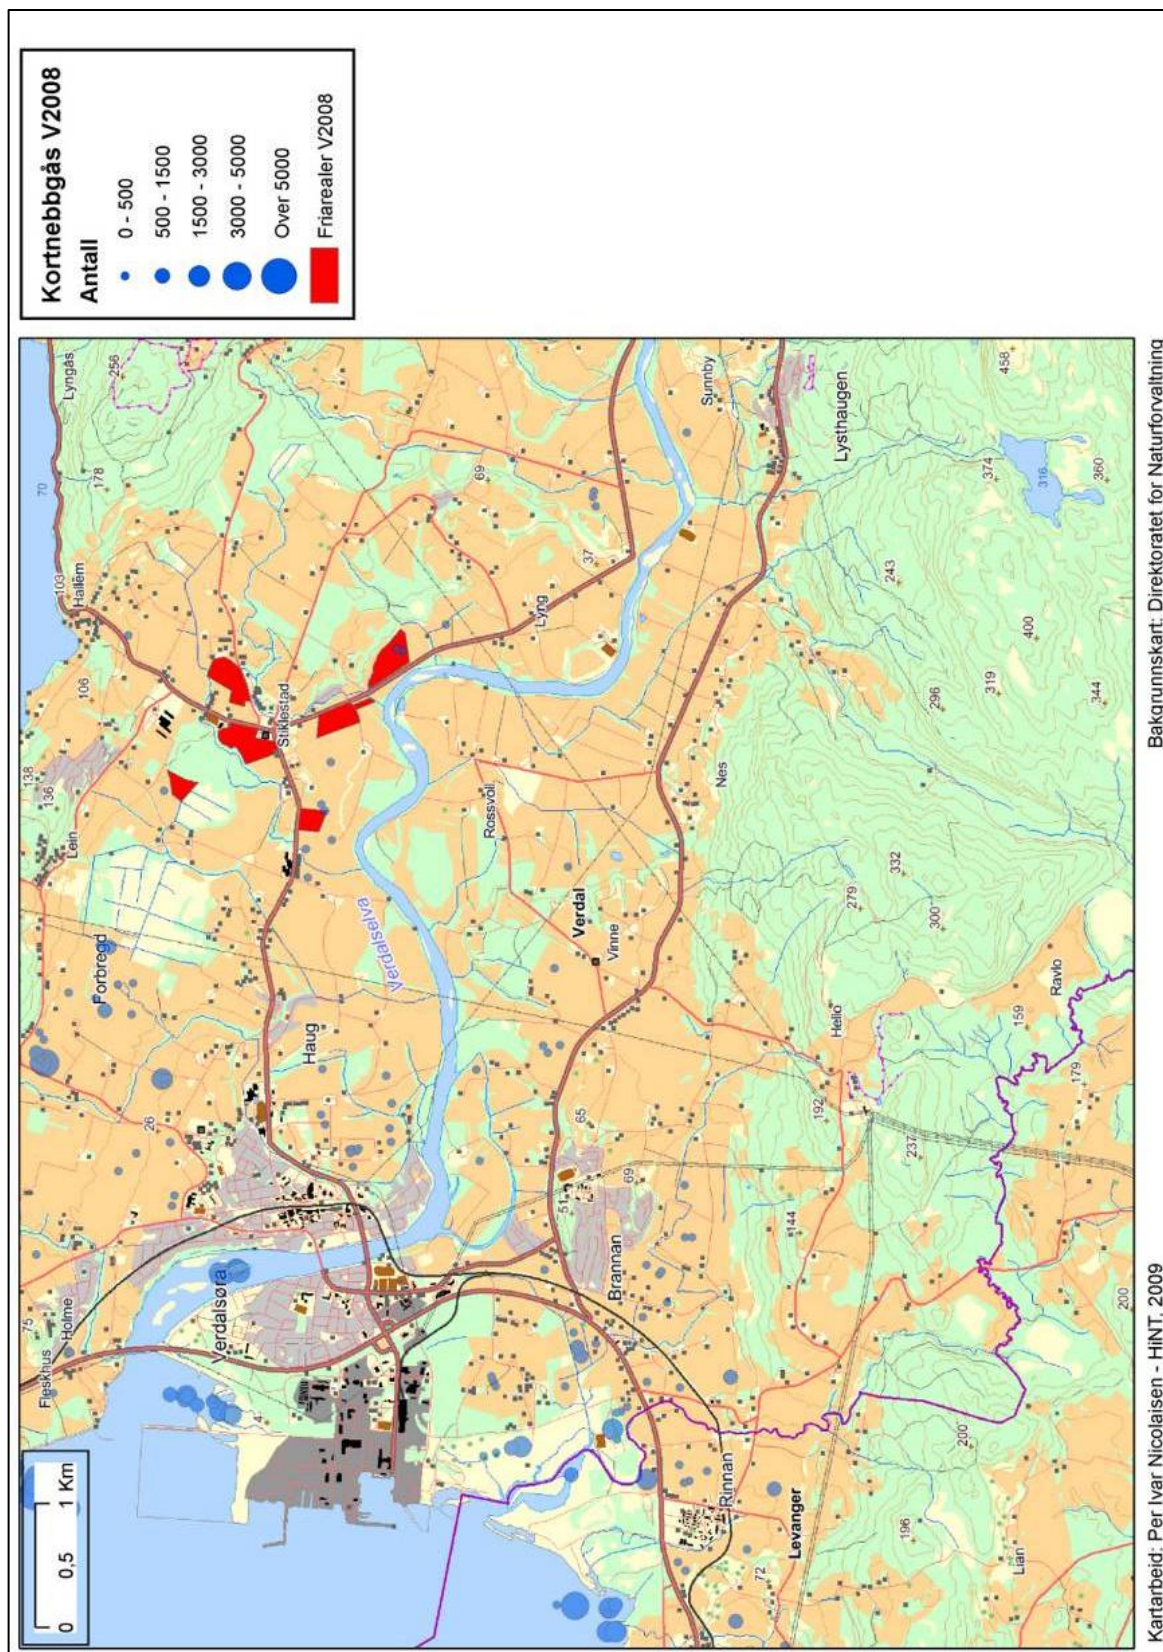 Kortnebbgås V2008
Antall
0 - 500
500 - 1500
1500 - 3000
3000 - 5000
Over 5000
Friarealer V2008
0 0,5 1 Km
Fleskhus
Holme
75
26
Forbregd
Lein
136
138
106
103
Hallem
70
178
Lyngås
256
Verdalsøra
Haug
Stiklestad
69
Verdalselva
37
Lyng
Rossvoll
Verdal
Vinne
Sunnby
Lysthaugen
Nes
Brannan
51
65
69
Rinnan
Levanger
72
144
192
Hello
237
279
332
300
296
319
344
243
400
374
316
360
458
196
200
Lian
200
159
179
Ravlo
Kartarbeid: Per Ivar Nicolaisen - HiNT. 2009
Bakgrunnskart: Direktoratet for Naturforvaltning